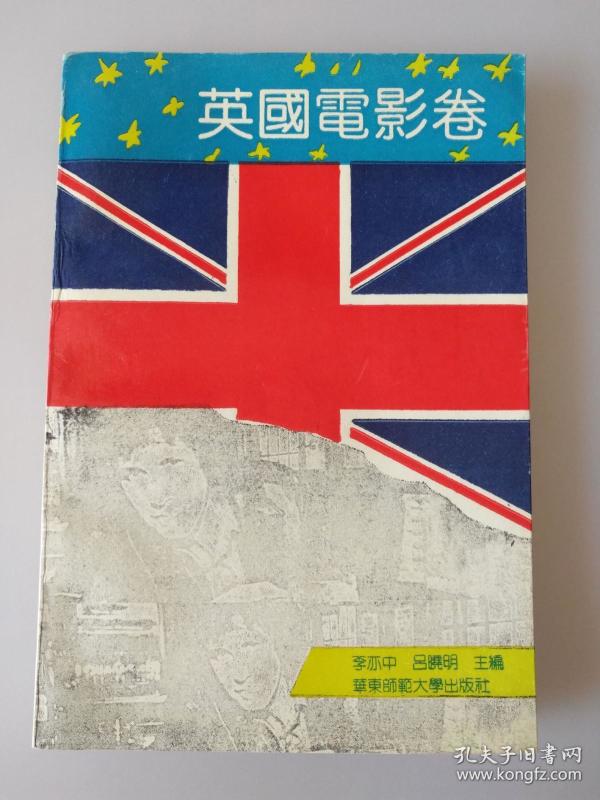 英國電影卷
李亦中 呂曉明 主編
華東師範大學出版社
孔夫子旧书网
www.kongfz.com